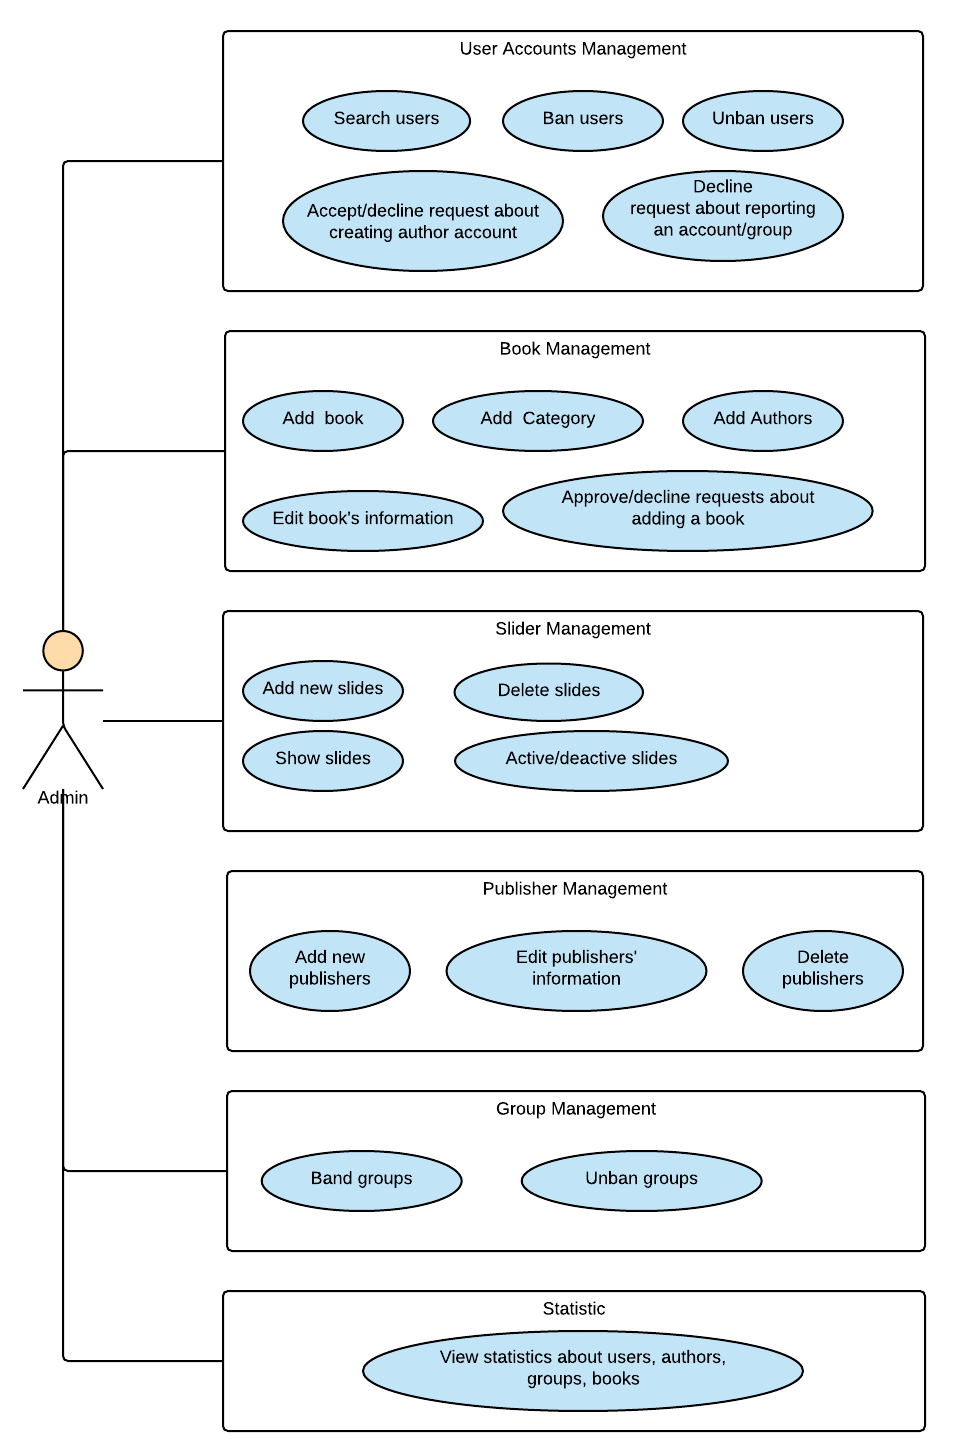 User Accounts Management
Search users
Ban users
Unban users
Accept/decline request about
creating author account
Decline
request about reporting
an account/group
Book Management
Add  book
Add  Category
Add Authors
Edit book's information
Approve/decline requests about
adding a book
Slider Management
Add new slides
Delete slides
Show slides
Active/deactive slides
Admin
Publisher Management
Add new
publishers
Edit publishers'
information
Delete
publishers
Group Management
Band groups
Unban groups
Statistic
View statistics about users, authors,
groups, books